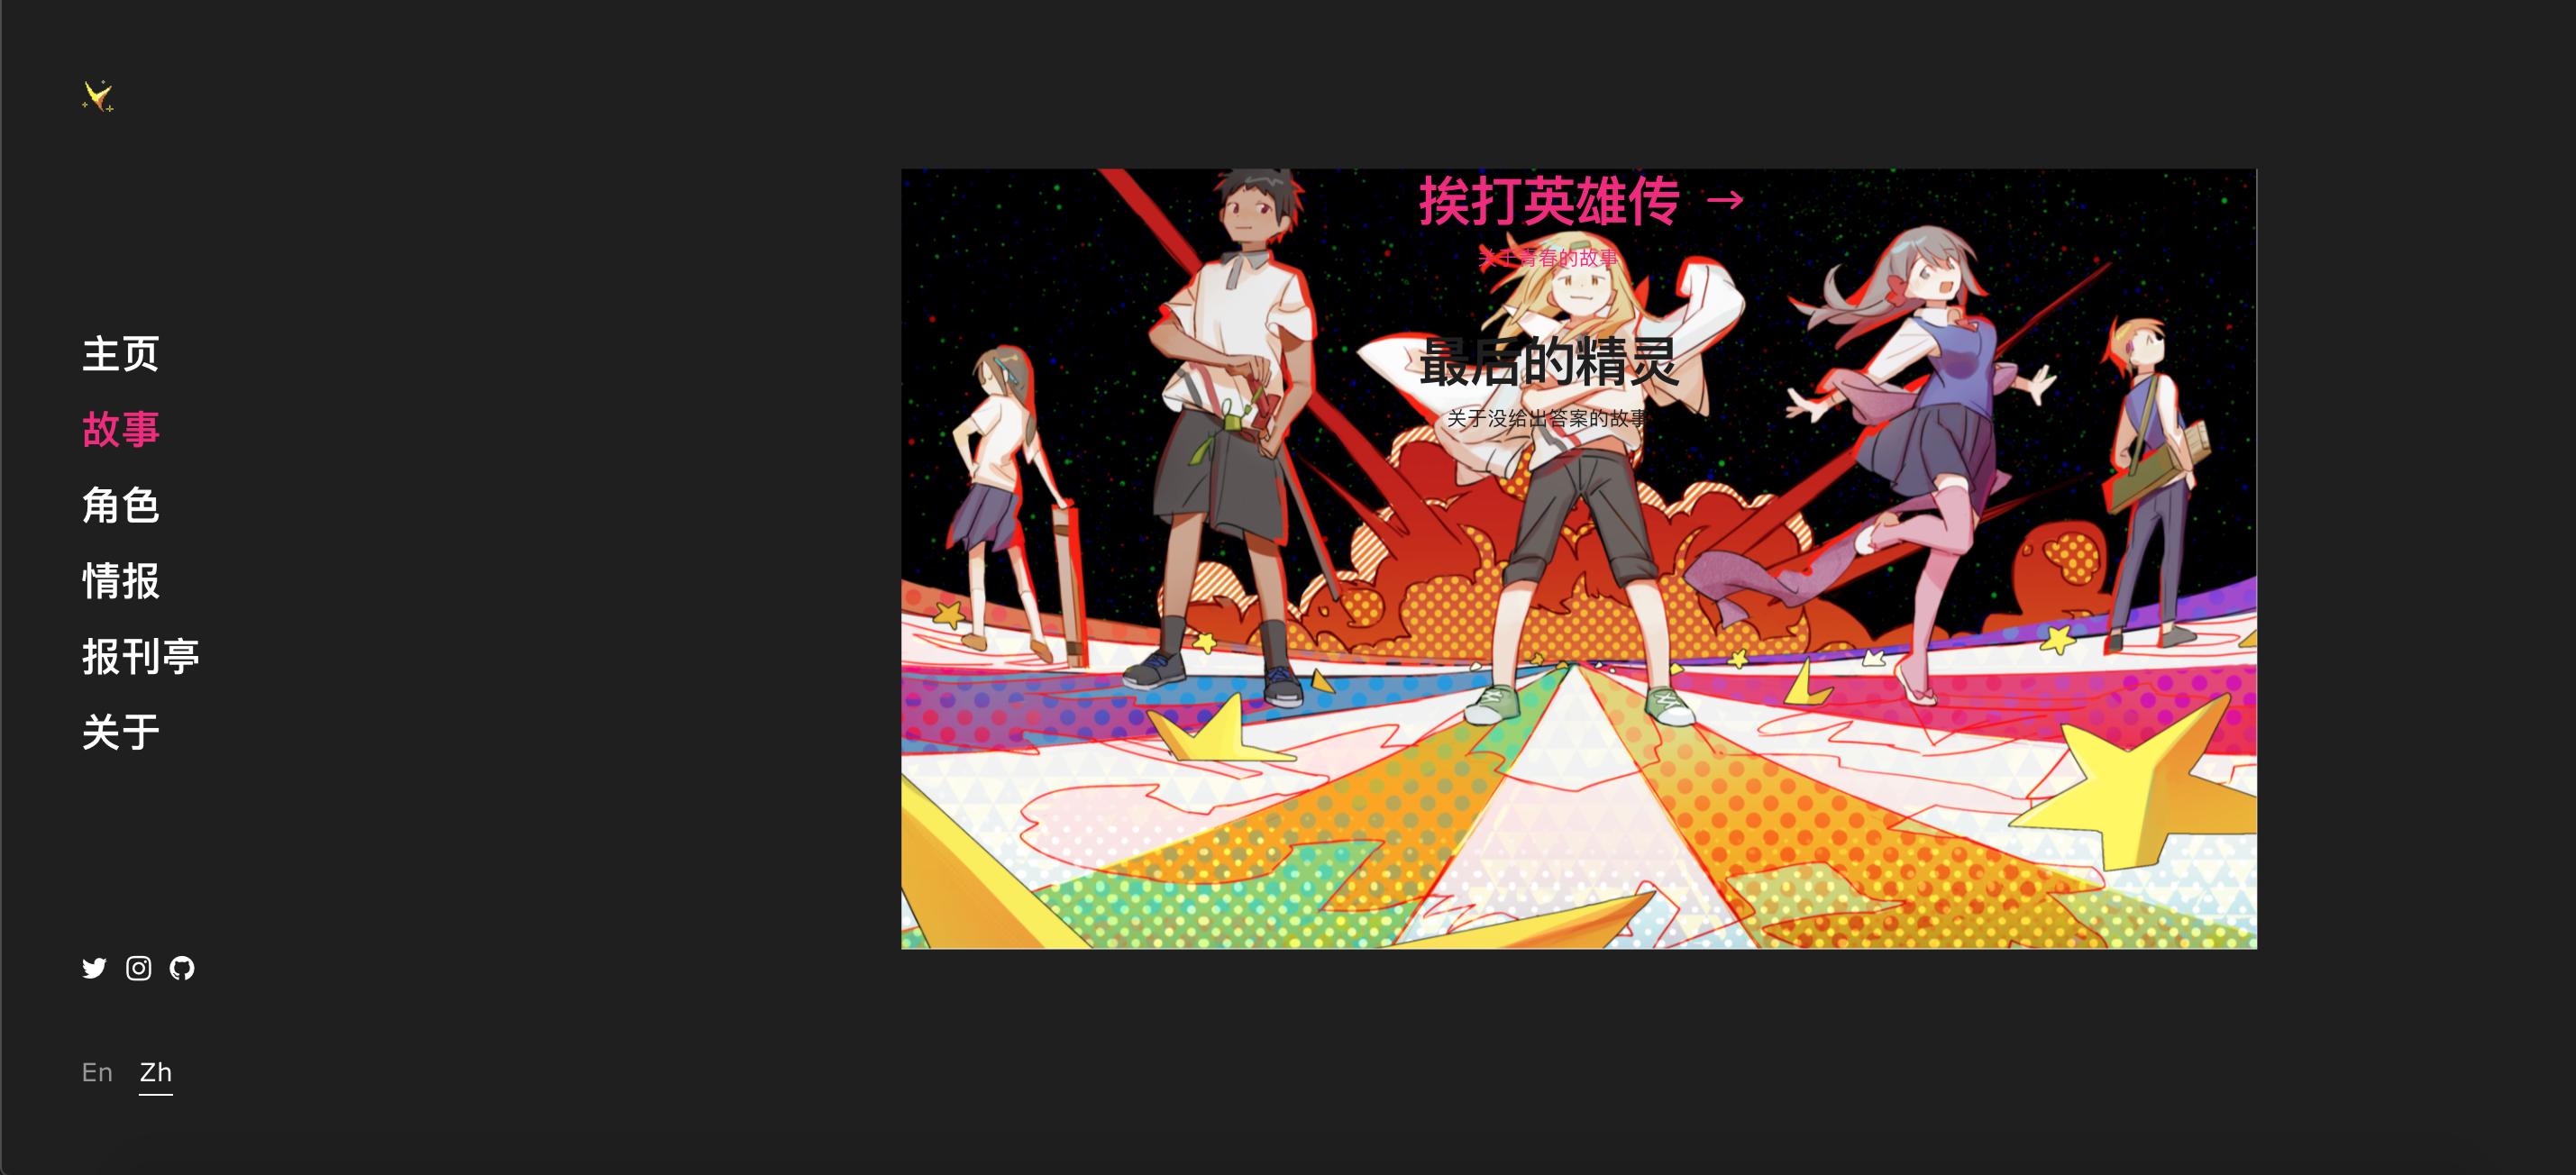 主页
故事
角色
情报
报刊亭
关于
En Zh
挨打英雄传 →
关于青春的故事
最后的精灵
关于没给出答案的故事